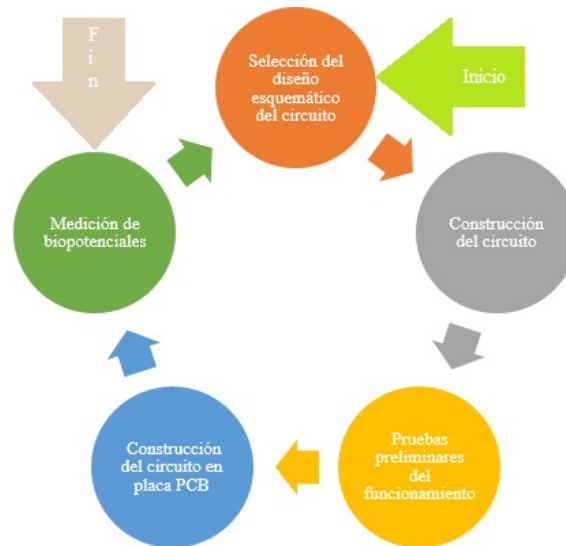 Fin
Selección del
diseño
esquemático
del circuito
Inicio
Medición de
biopotenciales
Construcción
del circuito
Construcción
del circuito en
placa PCB
Pruebas
preliminares
del
funcionamiento